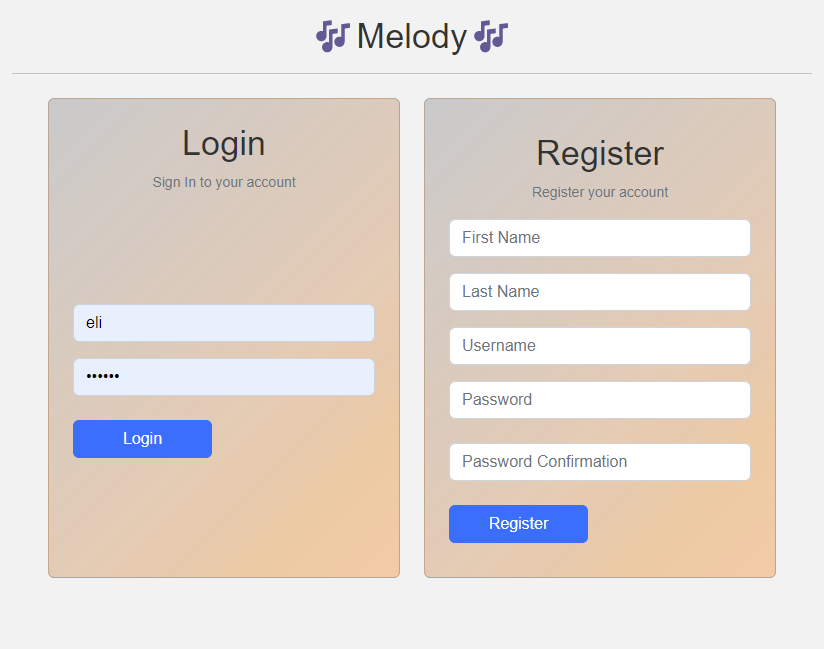 🎶 Melody 🎶
Login
Sign In to your account
eli
••••••
Login
Register
Register your account
First Name
Last Name
Username
Password
Password Confirmation
Register